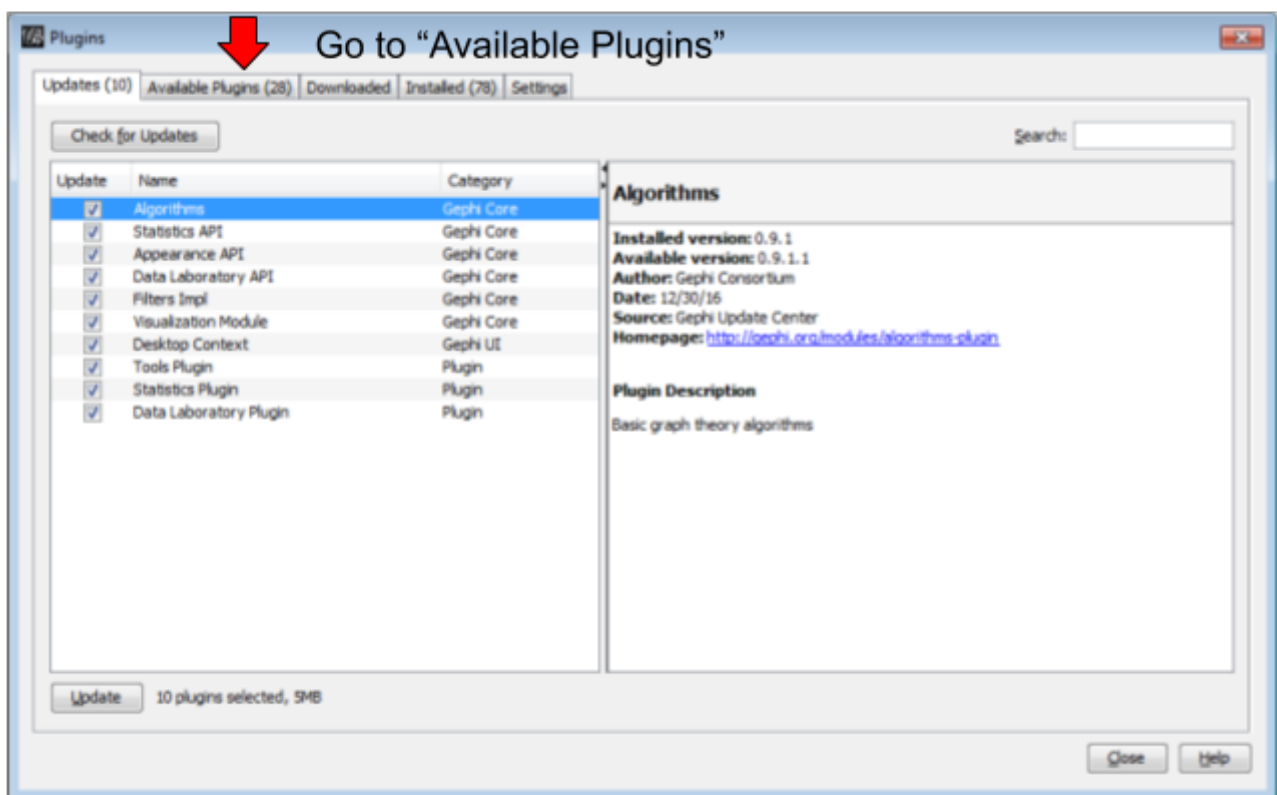 Plugins
Go to “Available Plugins”
Updates (10) Available Plugins (28) Downloaded Installed (78) Settings
Check for Updates
Search:
Update Name Category
Algorithms Gephi Core
Statistics API Gephi Core
Appearance API Gephi Core
Data Laboratory API Gephi Core
Filters Impl Gephi Core
Visualization Module Gephi Core
Desktop Context Gephi UI
Tools Plugin Plugin
Statistics Plugin Plugin
Data Laboratory Plugin Plugin
Algorithms
Installed version: 0.9.1
Available version: 0.9.1.1
Author: Gephi Consortium
Date: 12/30/16
Source: Gephi Update Center
Homepage: http://gephi.org/modules/algorithms-plugin
Plugin Description
Basic graph theory algorithms
Update 10 plugins selected, 5MB
Close Help